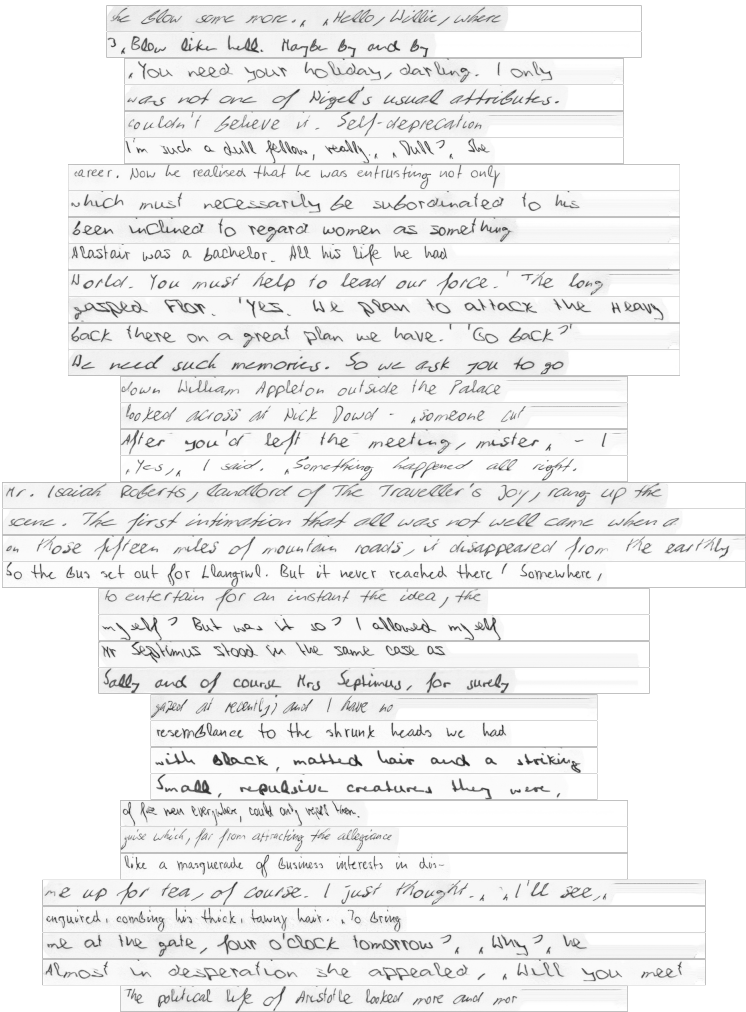 he blow some more. " "Hello, Willie, where
3, Blow like hell. Maybe by and by
"You need your holiday, darling. I only
was not one of Nigel's usual attributes.
couldn't believe it. Self-deprecation
I'm such a dull fellow, really." "Dull?" She
career. Now he realised that he was entrusting not only
which must necessarily be subordinated to his
been inclined to regard women as something
Alastair was a bachelor. All his life he had
World. You must help to lead our force.' The long
gasped Flor. 'Yes. We plan to attack the Heavy
back there on a great plan we have.' 'Go back?'
We need such memories. So we ask you to go
down William Appleton outside the Palace
looked across at Nick Dowd - "someone cut
After you'd left the meeting, mister" - I
"Yes," I said. "Something happened all right.
Mr. Isaiah Roberts, landlord of The Traveller's Joy, rang up the
scene. The first intimation that all was not well came when a
on those fifteen miles of mountain roads, it disappeared from the earthly
So the Bus set out for Llangrwl. But it never reached there! Somewhere,
to entertain for an instant the idea, the
myself? But was it so? I allowed myself
Mr Septimus stood in the same case as
Sally and of course Mrs Septimus, for surely
gazed at recently; and I have no
resemblance to the shrunk heads we had
with black, matted hair and a striking
Small, repulsive creatures they were,
of free men everywhere, could only repel them.
guise which, far from attracting the allegiance
like a masquerade of Business interests in dis-
me up for tea, of course. I just thought." "I'll see,"
enquired, combing his thick, tawny hair. "To bring
me at the gate, four o'clock tomorrow?" "Why?" he
Almost in desperation she appealed, "Will you meet
The political life of Aristotle looked more and mor